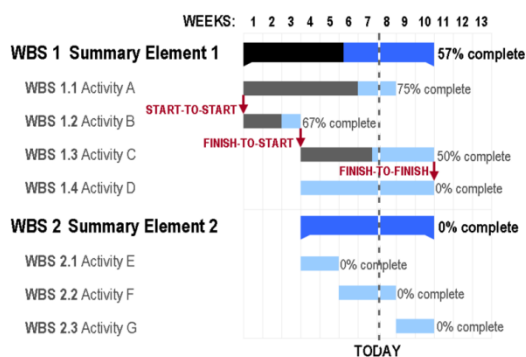 WEEKS: 1 2 3 4 5 6 7 8 9 10 11 12 13
WBS 1 Summary Element 1 57% complete
WBS 1.1 Activity A 75% complete
START-TO-START
WBS 1.2 Activity B 67% complete
FINISH-TO-START
WBS 1.3 Activity C 50% complete
FINISH-TO-FINISH
WBS 1.4 Activity D 0% complete
WBS 2 Summary Element 2 0% complete
WBS 2.1 Activity E 0% complete
WBS 2.2 Activity F 0% complete
WBS 2.3 Activity G 0% complete
TODAY